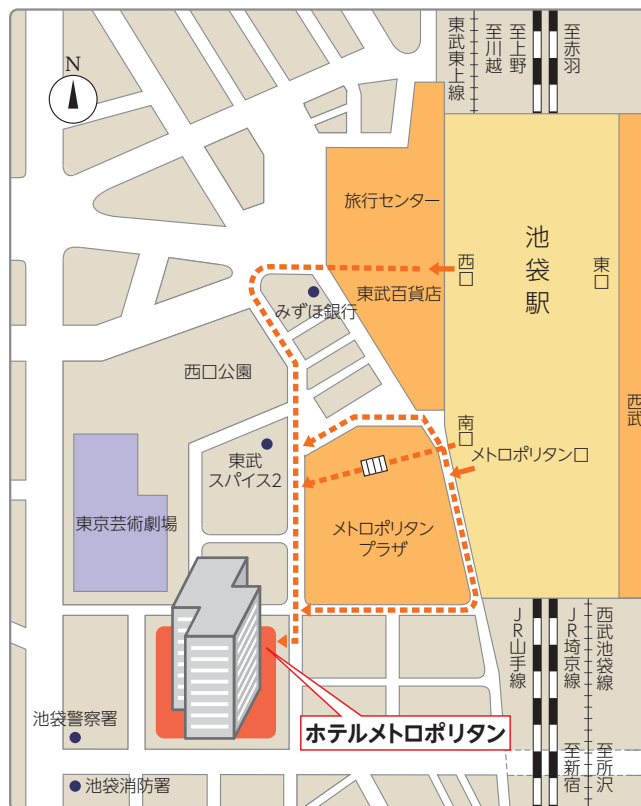 N
東武東上線
至川越
至上野
至赤羽
旅行センター
池袋駅
西口
東口
東武百貨店
みずほ銀行
西口公園
南口
西武
メトロポリタン口
東武
スパイス2
東京芸術劇場
メトロポリタン
プラザ
JR山手線
JR埼京線
西武池袋線
ホテルメトロポリタン
池袋警察署
至新宿
至所沢
池袋消防署